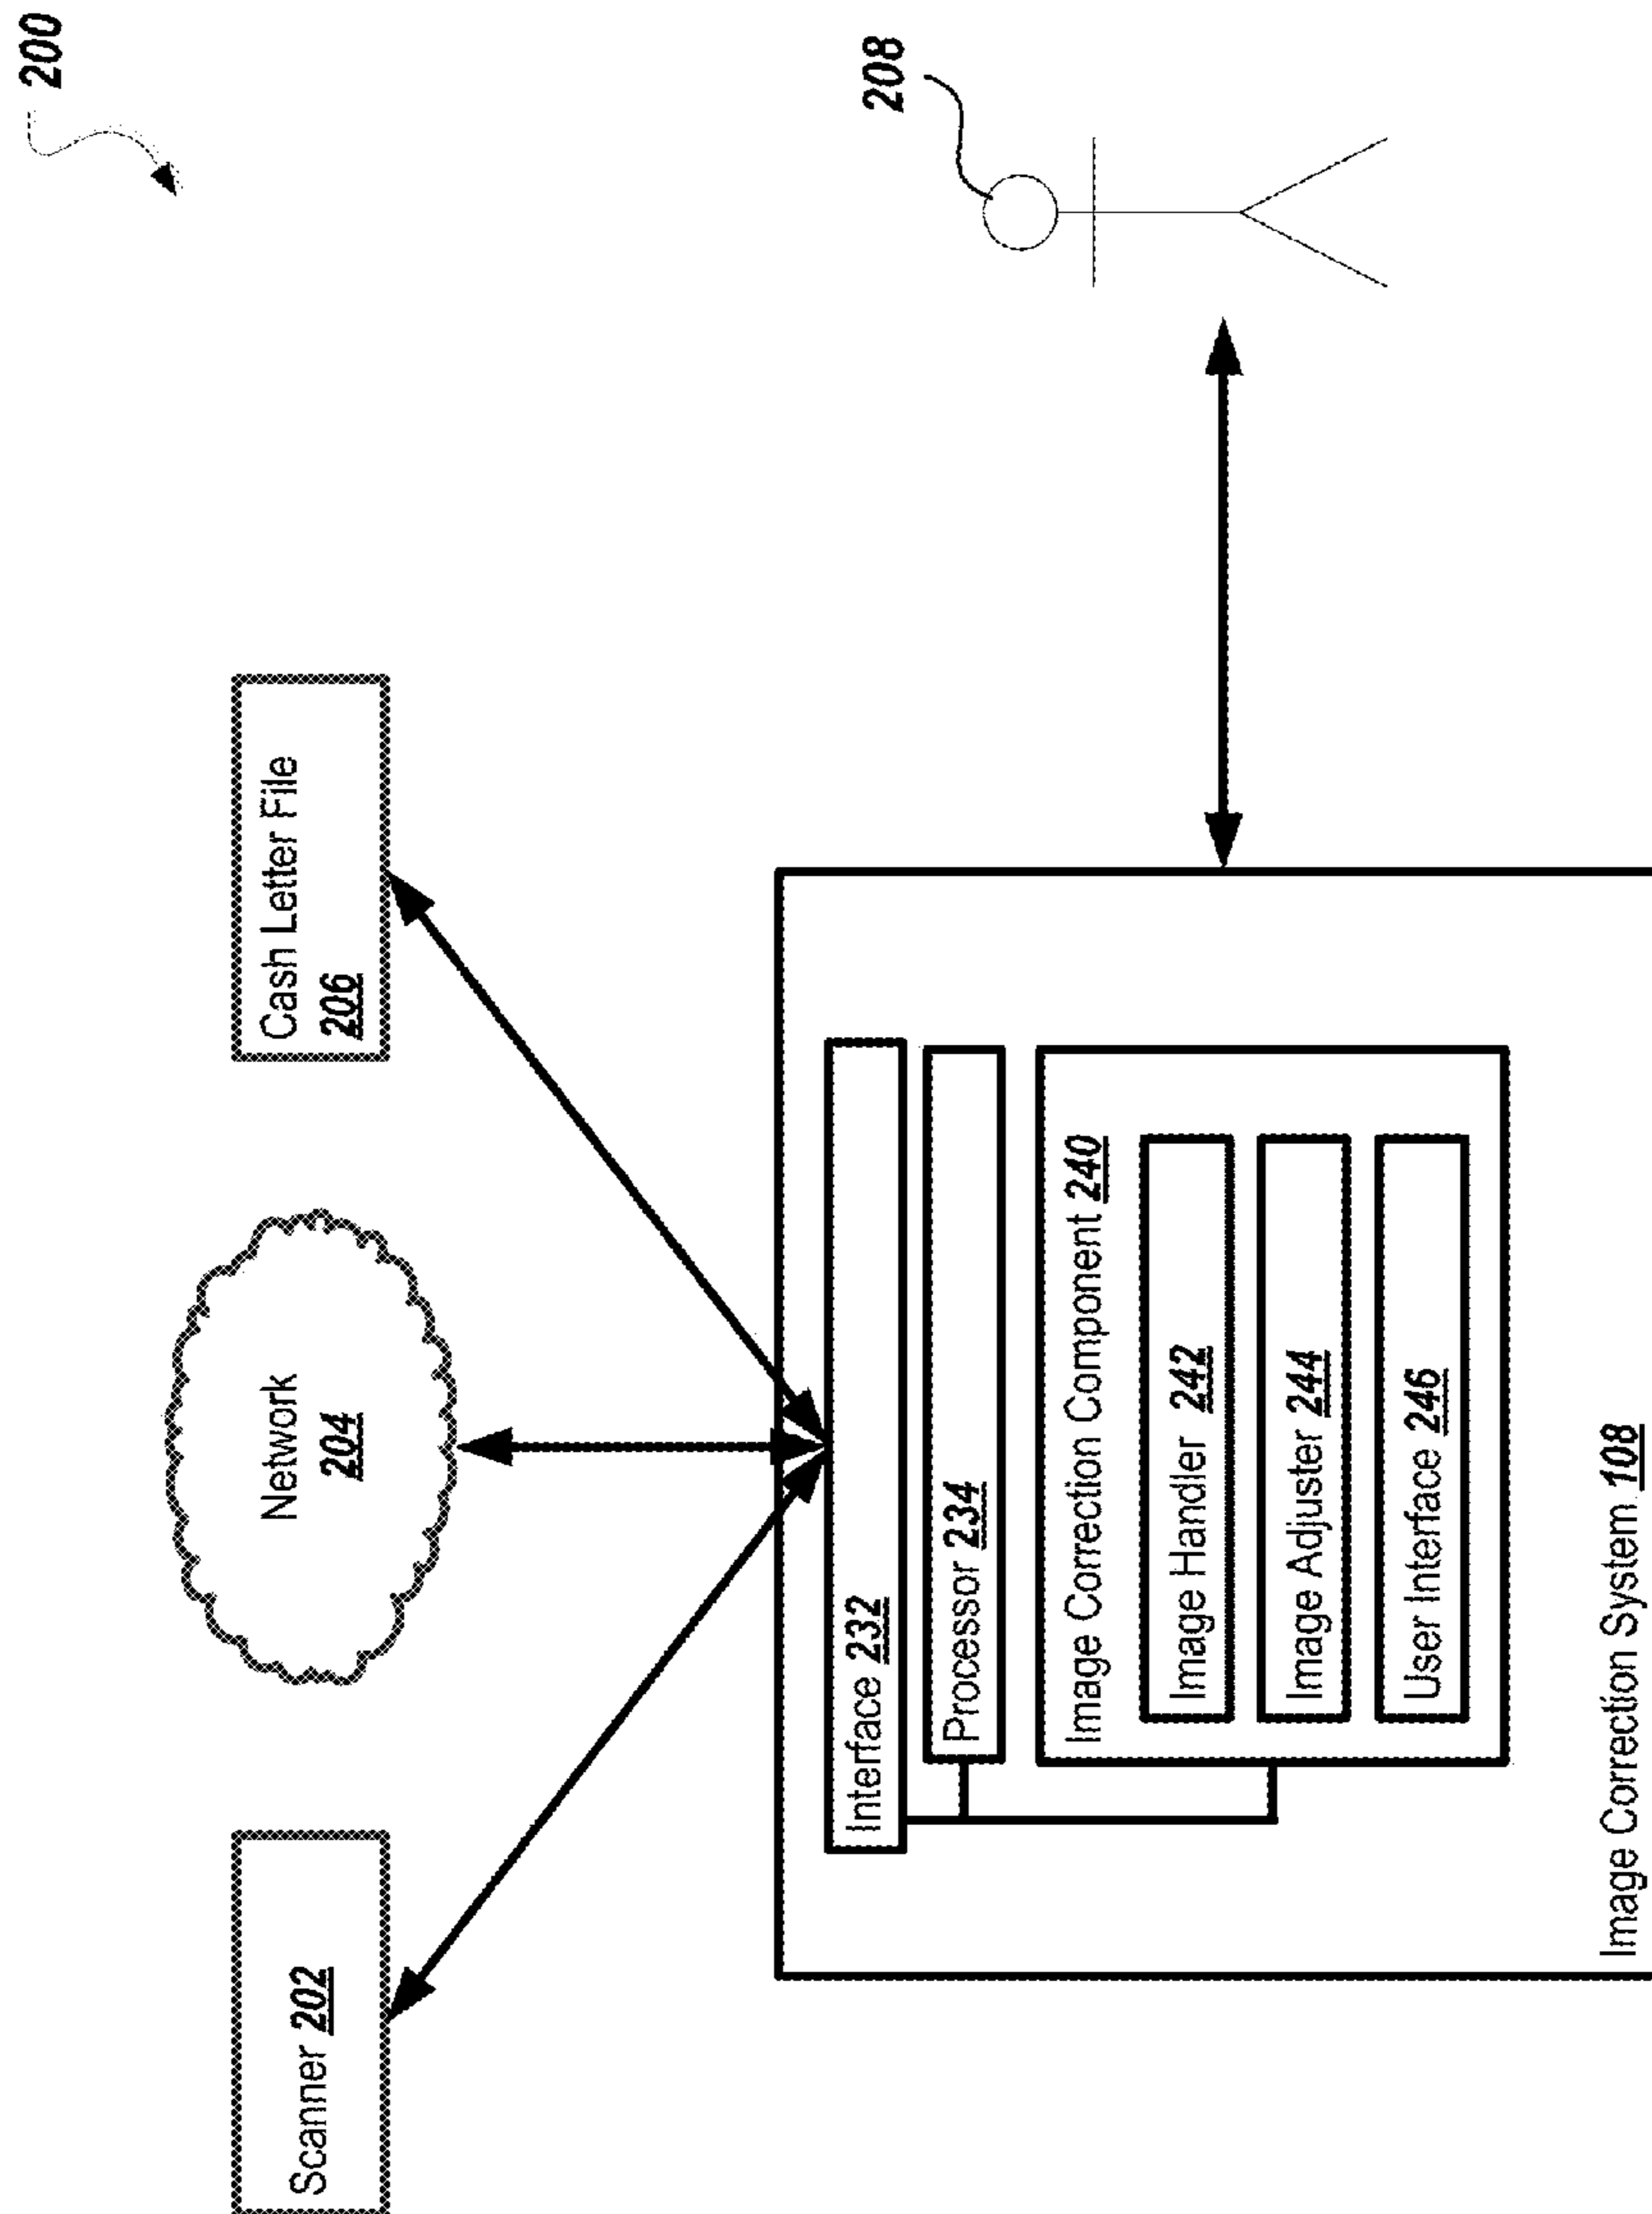 200
Scanner 202
Network
204
Cash Letter File
206
208
Interface 232
Processor 234
Image Correction Component 240
Image Handler 242
Image Adjuster 244
User Interface 246
Image Correction System 108